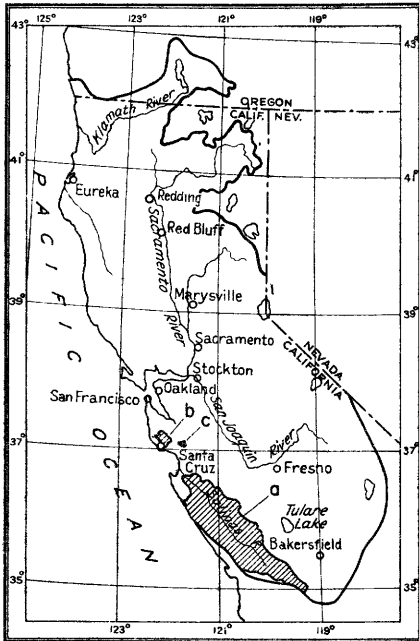 125° 123° 121° 119°
43° 43°
OREGON
CALIF. NEV.
Klamath River
41° 41°
Eureka
Redding
Sacramento River
Red Bluff
PACIFIC OCEAN
Marysville
39° 39°
Sacramento
NEVADA
CALIFORNIA
Stockton
Oakland
San Francisco
San Joaquin River
b c
37° 37°
Santa Cruz
Fresno
a
Tulare Lake
Bakersfield
35° 35°
123° 121° 119°